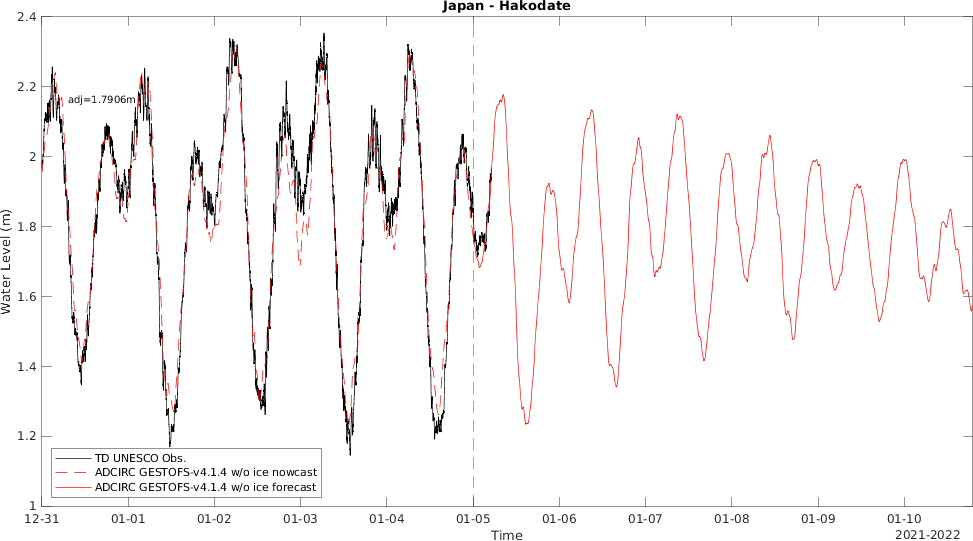 Japan - Hakodate
2.4
2.2
2
1.8
1.6
1.4
1.2
1
Water Level (m)
adj=1.7906m
TD UNESCO Obs.
ADCIRC GESTOFS-v4.1.4 w/o ice nowcast
ADCIRC GESTOFS-v4.1.4 w/o ice forecast
12-31 01-01 01-02 01-03 01-04 01-05 01-06 01-07 01-08 01-09 01-10
Time
2021-2022